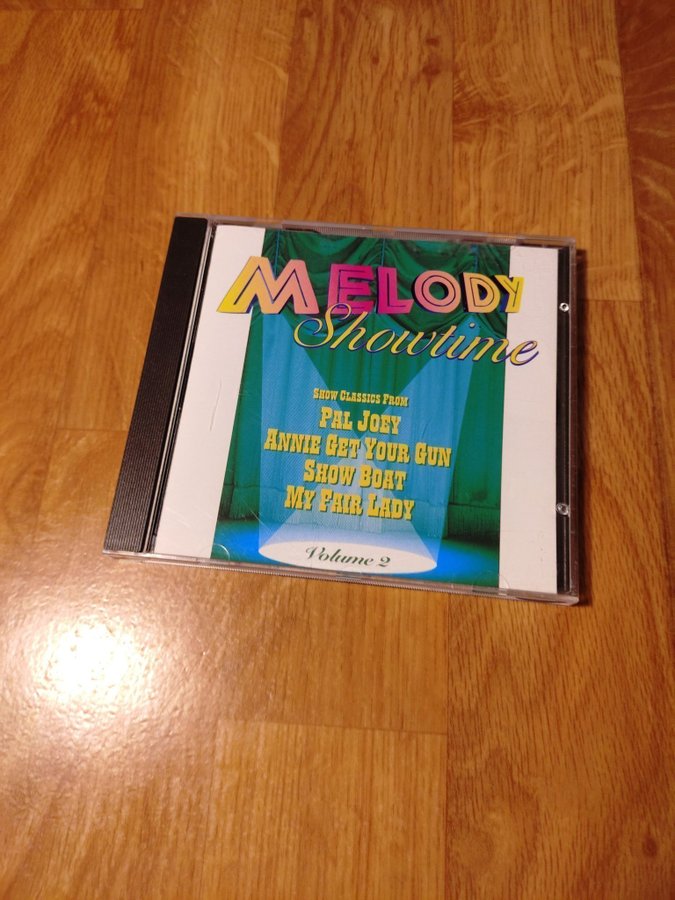 MELODY
Showtime
SHOW CLASSICS FROM
PAL JOEY
ANNIE GET YOUR GUN
SHOW BOAT
MY FAIR LADY
Volume 2